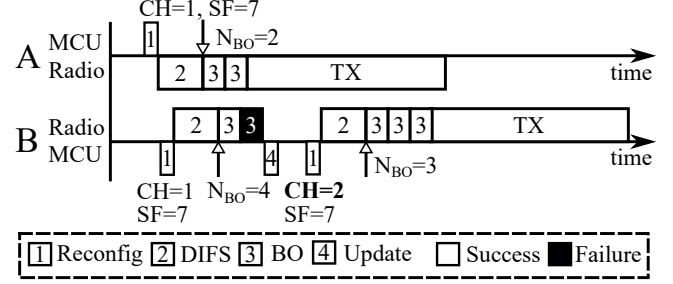 CH=1, SF=7
A MCU 1 N_BO=2
Radio 2 3 3 TX time
B Radio 2 3 3 2 3 3 3 TX
MCU 1 4 1 time
CH=1 N_BO=4 CH=2 N_BO=3
SF=7 SF=7
1 Reconfig 2 DIFS 3 BO 4 Update Success Failure